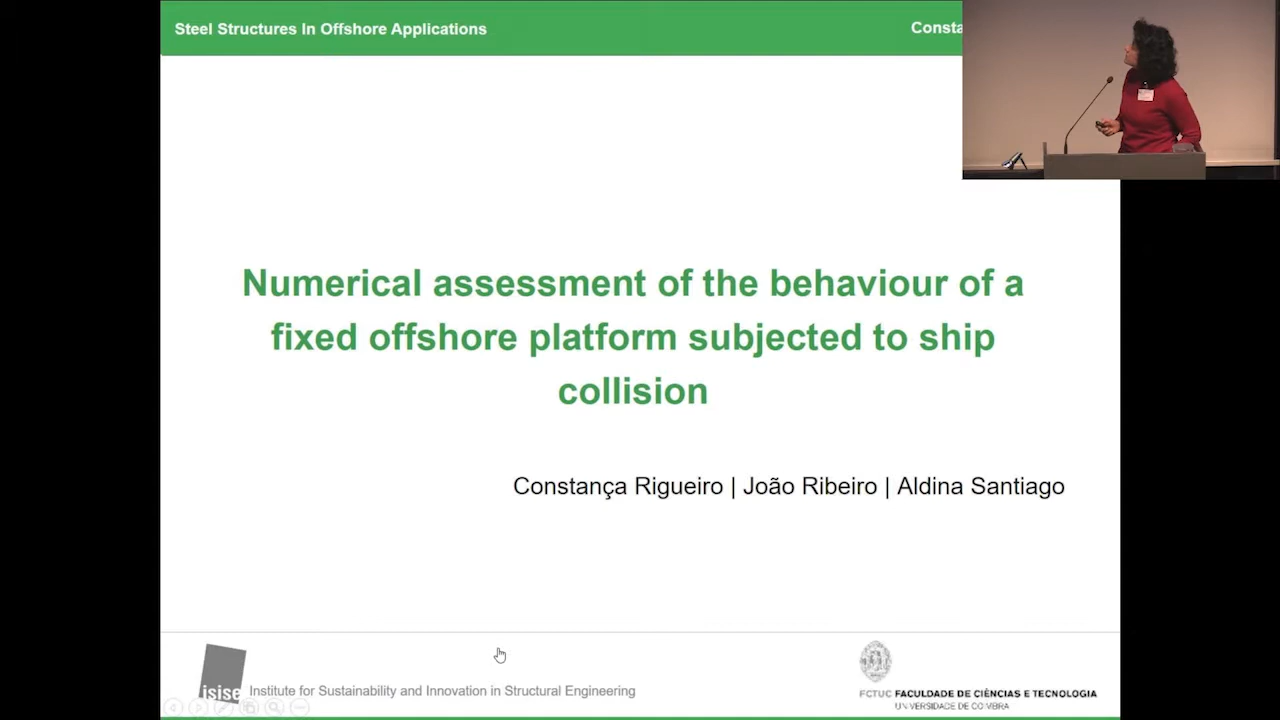 Steel Structures In Offshore Applications
Consta
Numerical assessment of the behaviour of a
fixed offshore platform subjected to ship
collision
Constança Rigueiro | João Ribeiro | Aldina Santiago
isise Institute for Sustainability and Innovation in Structural Engineering
FCTUC FACULDADE DE CIÊNCIAS E TECNOLOGIA
UNIVERSIDADE DE COIMBRA